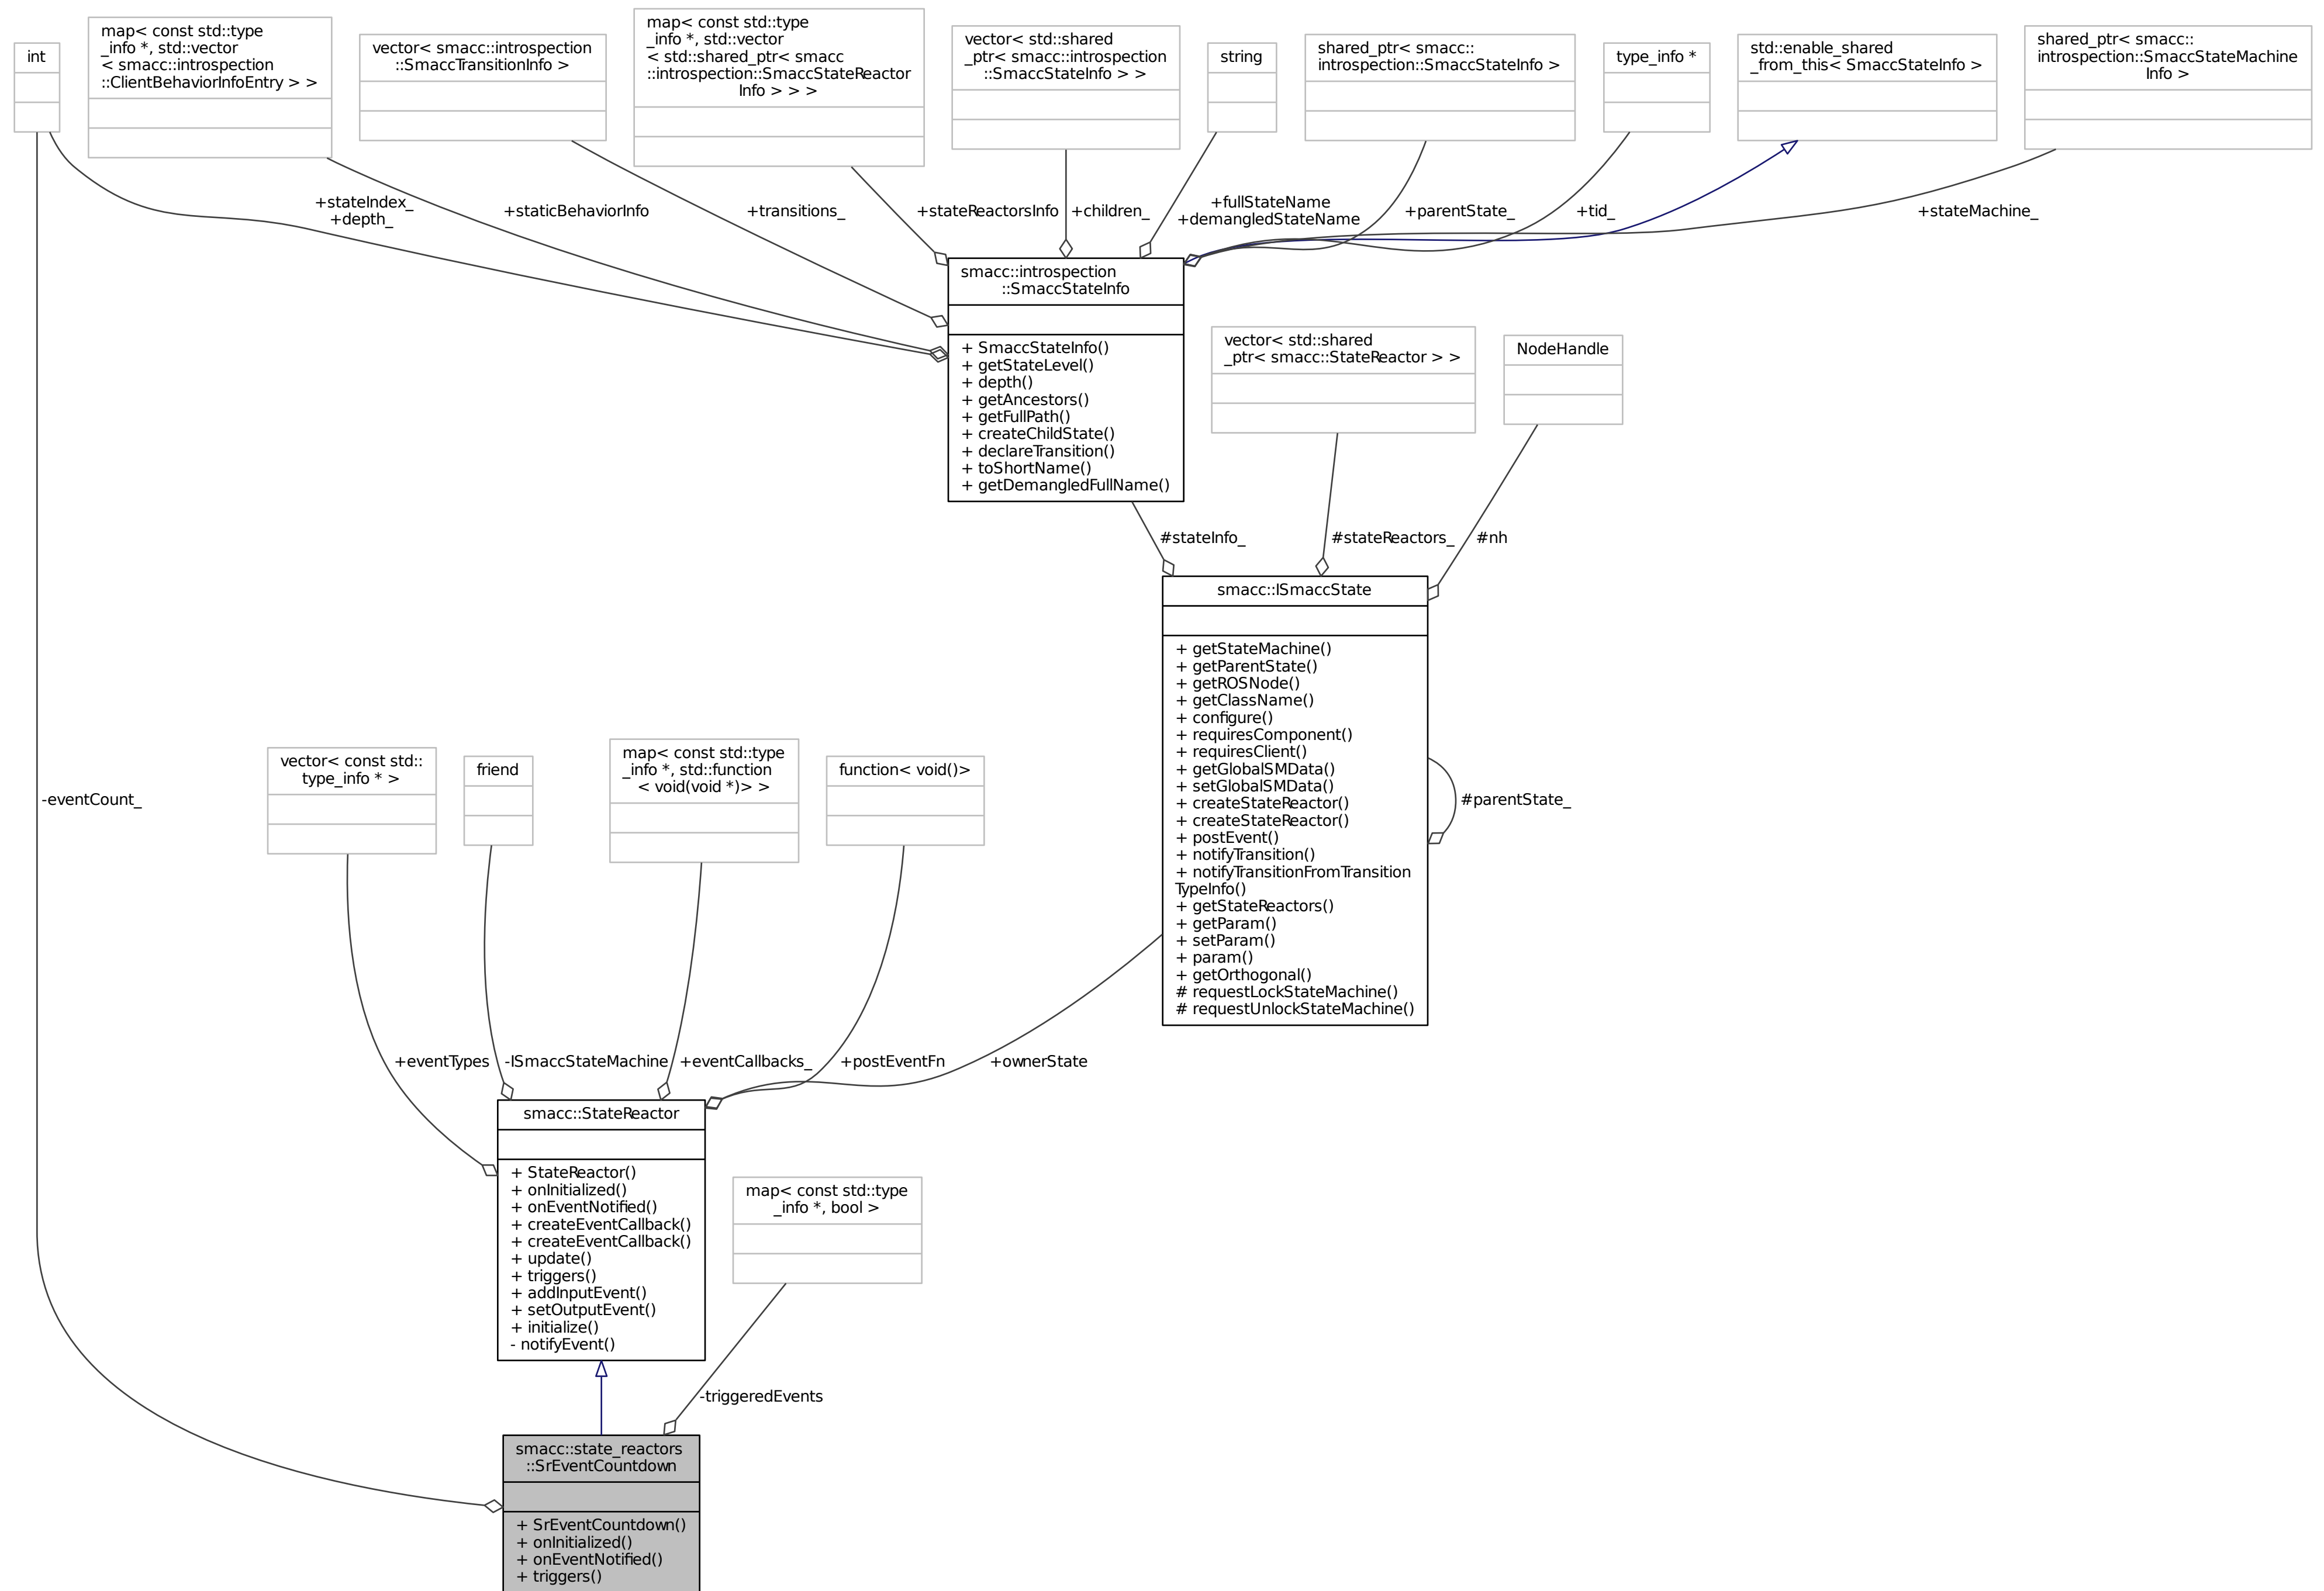 int
map< const std::type
_info *, std::vector
< smacc::introspection
::ClientBehaviorInfoEntry > >
vector< smacc::introspection
::SmaccTransitionInfo >
map< const std::type
_info *, std::vector
< std::shared_ptr< smacc
::introspection::SmaccStateReactor
Info > > >
vector< std::shared
_ptr< smacc::introspection
::SmaccStateInfo > >
string
shared_ptr< smacc::
introspection::SmaccStateInfo >
type_info *
std::enable_shared
_from_this< SmaccStateInfo >
shared_ptr< smacc::
introspection::SmaccStateMachine
Info >
+stateIndex_
+depth_
+staticBehaviorInfo
+transitions_
+stateReactorsInfo
+children_
+fullStateName
+demangledStateName
+parentState_
+tid_
+stateMachine_
smacc::introspection
::SmaccStateInfo
+ SmaccStateInfo()
+ getStateLevel()
+ depth()
+ getAncestors()
+ getFullPath()
+ createChildState()
+ declareTransition()
+ toShortName()
+ getDemangledFullName()
vector< std::shared
_ptr< smacc::StateReactor > >
NodeHandle
#stateInfo_
#stateReactors_
#nh
smacc::ISmaccState
+ getStateMachine()
+ getParentState()
+ getROSNode()
+ getClassName()
+ configure()
+ requiresComponent()
+ requiresClient()
+ getGlobalSMData()
+ setGlobalSMData()
+ createStateReactor()
+ createStateReactor()
+ postEvent()
+ notifyTransition()
+ notifyTransitionFromTransition
TypeInfo()
+ getStateReactors()
+ getParam()
+ setParam()
+ param()
+ getOrthogonal()
# requestLockStateMachine()
# requestUnlockStateMachine()
#parentState_
-eventCount_
vector< const std::
type_info * >
friend
map< const std::type
_info *, std::function
< void(void *)> >
function< void()>
+eventTypes
-ISmaccStateMachine
+eventCallbacks_
+postEventFn
+ownerState
smacc::StateReactor
+ StateReactor()
+ onInitialized()
+ onEventNotified()
+ createEventCallback()
+ createEventCallback()
+ update()
+ triggers()
+ addInputEvent()
+ setOutputEvent()
+ initialize()
- notifyEvent()
map< const std::type
_info *, bool >
-triggeredEvents
smacc::state_reactors
::SrEventCountdown
+ SrEventCountdown()
+ onInitialized()
+ onEventNotified()
+ triggers()